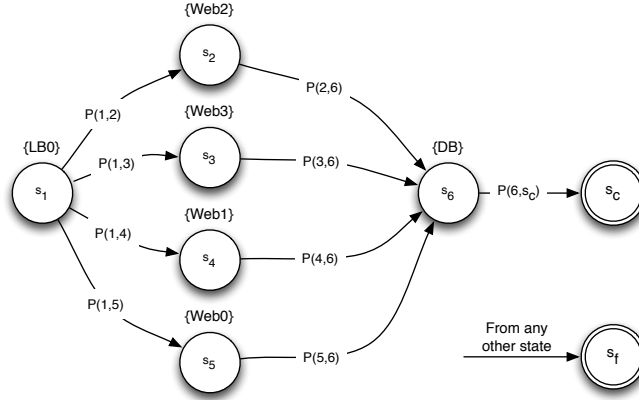 {Web2}
s2
P(1,2)
P(2,6)
{LB0}
{Web3}
{DB}
s1
P(1,3)
s3
P(3,6)
s6
P(6,sc)
sc
{Web1}
P(1,4)
s4
P(4,6)
{Web0}
P(1,5)
s5
P(5,6)
From any
other state
sf